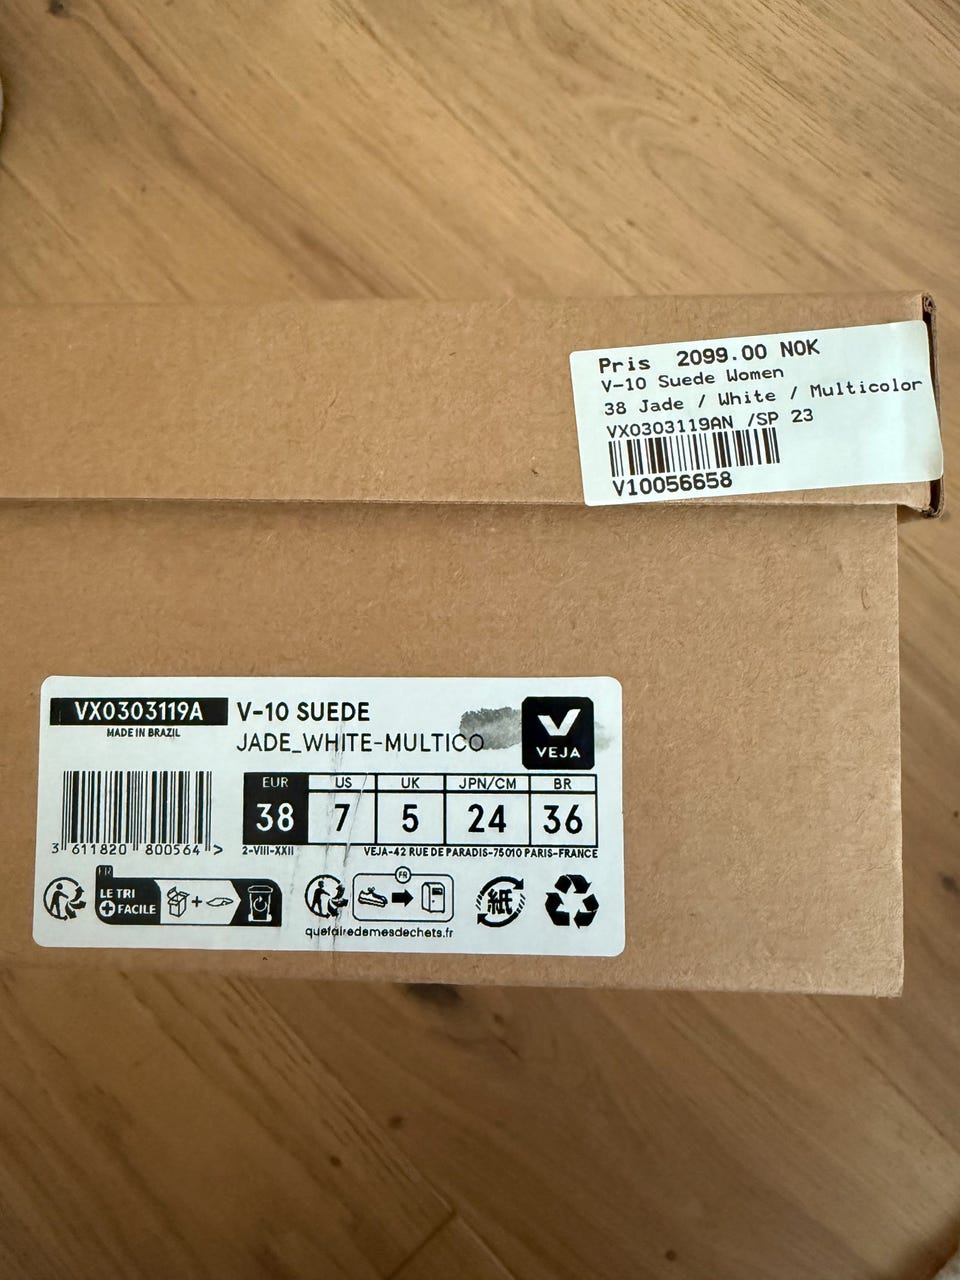 Pris 2099.00 NOK
V-10 Suede Women
38 Jade / White / Multicolor
VX0303119AN /SP 23
V10056658
VX0303119A
MADE IN BRAZIL
V-10 SUEDE
JADE_WHITE-MULTICO
VEJA
EUR US UK JPN/CM BR
38 7 5 24 36
3 611820 800564 >
2-VIII-XXII
VEJA-42 RUE DE PARADIS-75010 PARIS-FRANCE
FR
LE TRI
+ FACILE
+
FR
quefairedemesdechets.fr
紙